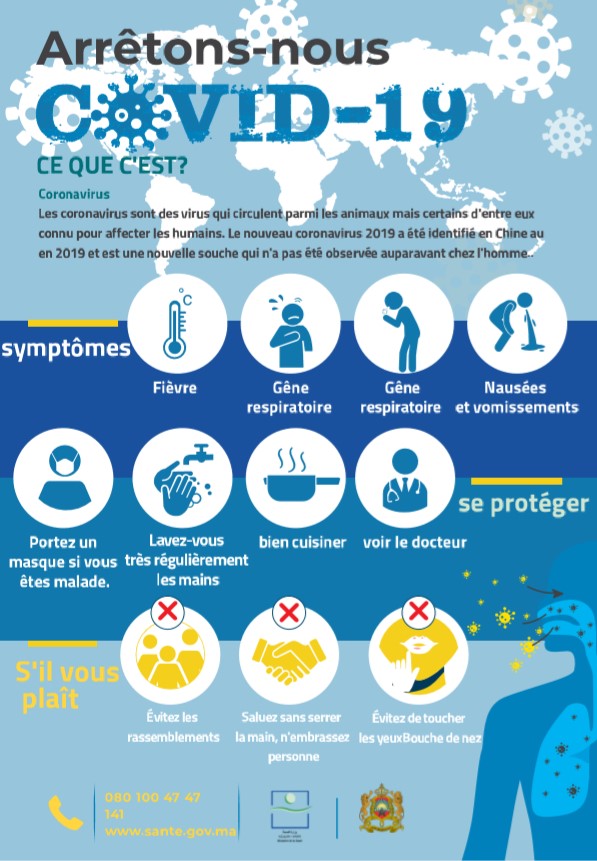 Arrêtons-nous
COVID-19
CE QUE C'EST?
Coronavirus
Les coronavirus sont des virus qui circulent parmi les animaux mais certains d'entre eux
connu pour affecter les humains. Le nouveau coronavirus 2019 a été identifié en Chine au
en 2019 et est une nouvelle souche qui n'a pas été observée auparavant chez l'homme..
symptômes
°C
Fièvre
Gêne
respiratoire
Gêne
respiratoire
Nausées
et vomissements
se protéger
Portez un
masque si vous
êtes malade.
Lavez-vous
très régulièrement
les mains
bien cuisiner
voir le docteur
S'il vous
plaît
Évitez les
rassemblements
Saluez sans serrer
la main, n'embrassez
personne
Évitez de toucher
les yeuxBouche de nez
080 100 47 47
141
www.sante.gov.ma